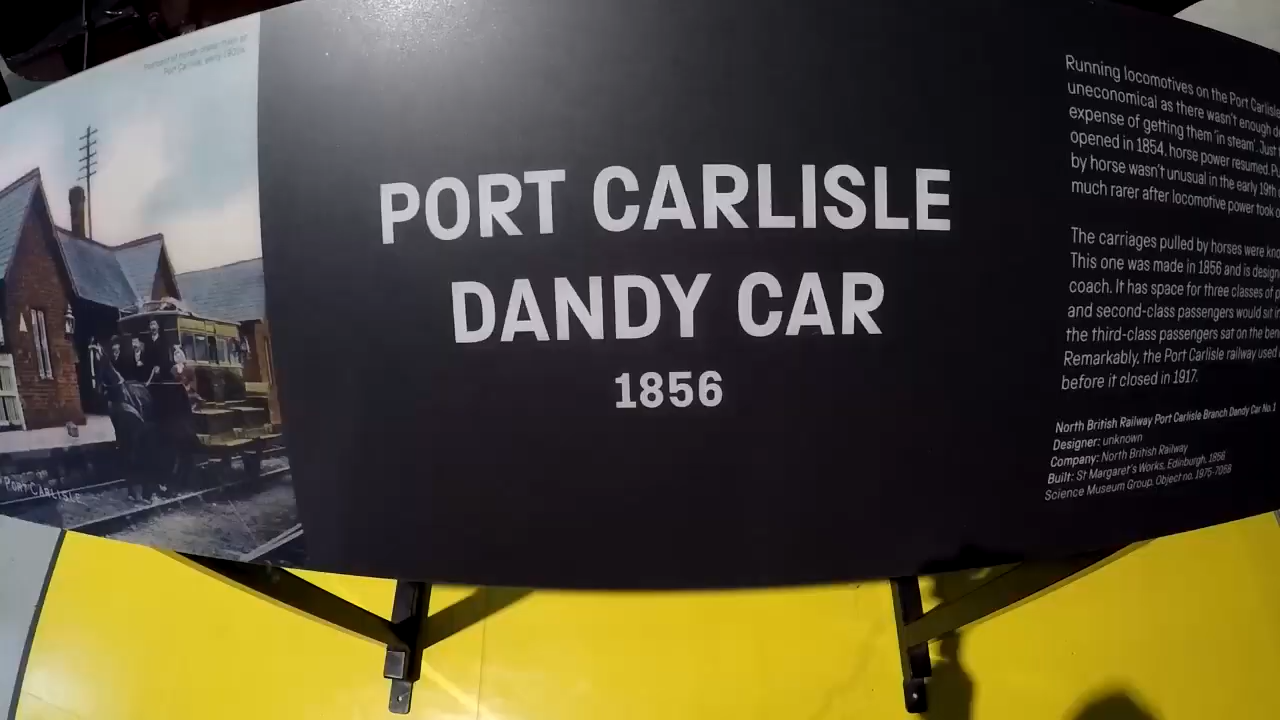 Port Carlisle, early 1900s.
PORT CARLISLE
PORT CARLISLE
DANDY CAR
1856
Running locomotives on the Port Carlisle
uneconomical as there wasn't enough
expense of getting them 'in steam'. Just
opened in 1854, horse power resumed.
by horse wasn't unusual in the early 19th
much rarer after locomotive power took
The carriages pulled by horses were
This one was made in 1856 and is
coach. It has space for three classes of
and second-class passengers would sit
the third-class passengers sat on the
Remarkably, the Port Carlisle railway used
before it closed in 1917.
North British Railway Port Carlisle Branch Dandy Car No.1
Designer: unknown
Company: North British Railway
Built: St Margaret's Works, Edinburgh, 1856
Science Museum Group. Object no. 1975-7058